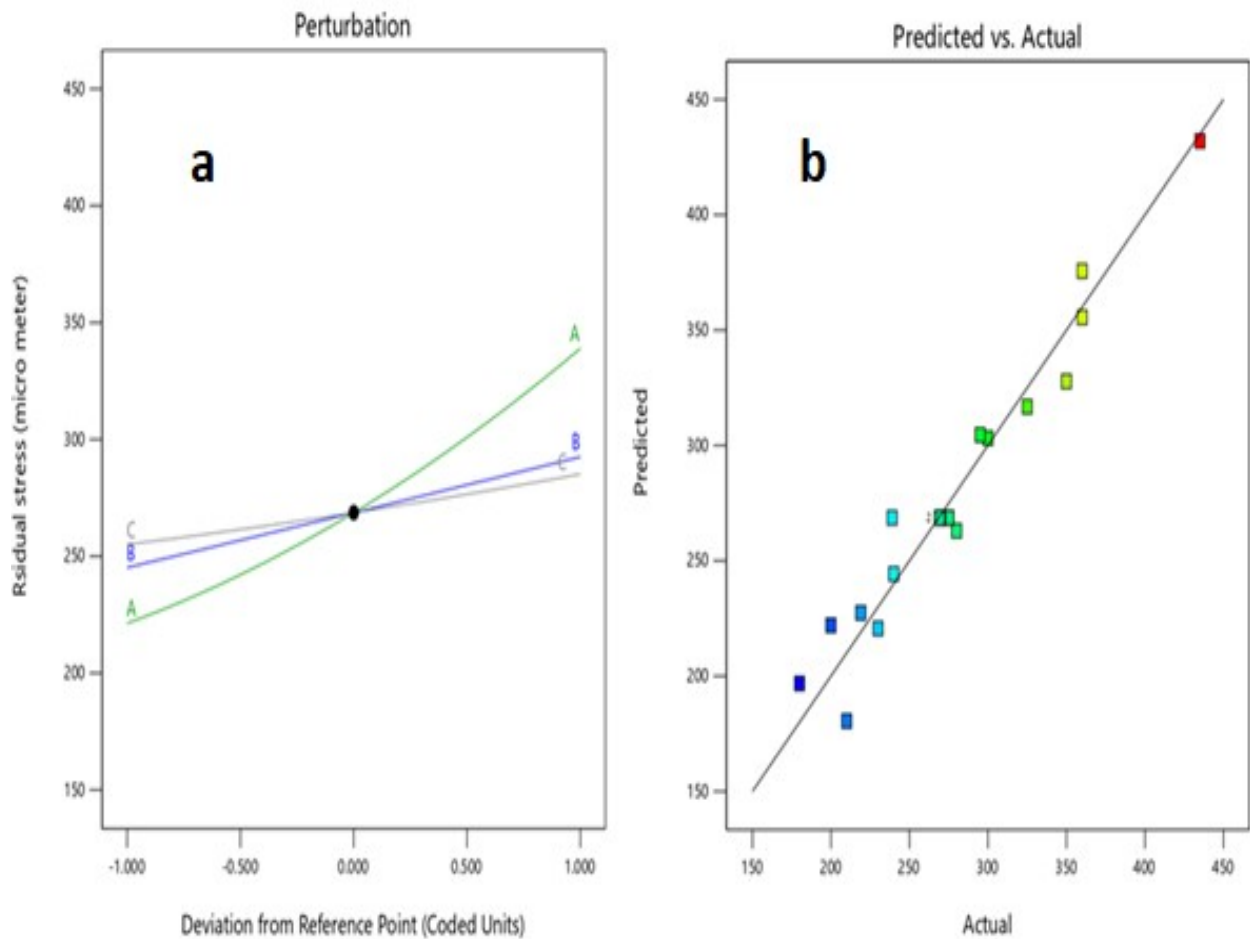 Perturbation
450
400
350
300
250
200
150
Rsidual stress (micro meter)
a
A
B
C
C
B
A
-1.000
-0.500
0.000
0.500
1.000
Deviation from Reference Point (Coded Units)
Predicted vs. Actual
450
400
350
300
250
200
150
Predicted
b
150
200
250
300
350
400
450
Actual